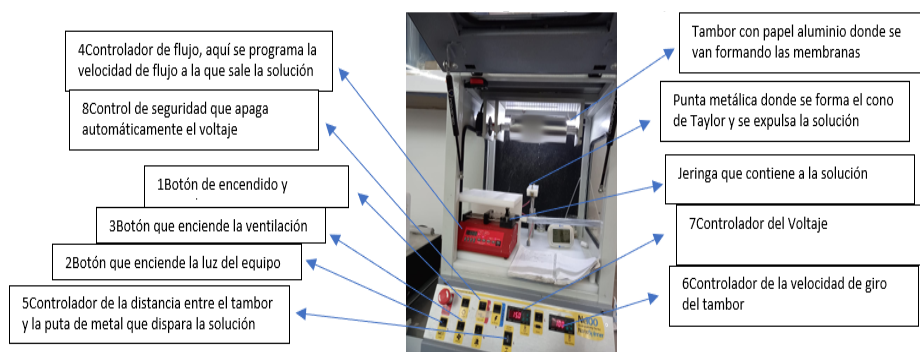 4Controlador de flujo, aquí se programa la
velocidad de flujo a la que sale la solución
8Control de seguridad que apaga
automáticamente el voltaje
1Botón de encendido y
3Botón que enciende la ventilación
2Botón que enciende la luz del equipo
5Controlador de la distancia entre el tambor
y la puta de metal que dispara la solución
Tambor con papel aluminio donde se
van formando las membranas
Punta metálica donde se forma el cono
de Taylor y se expulsa la solución
Jeringa que contiene a la solución
7Controlador del Voltaje
6Controlador de la velocidad de giro
del tambor